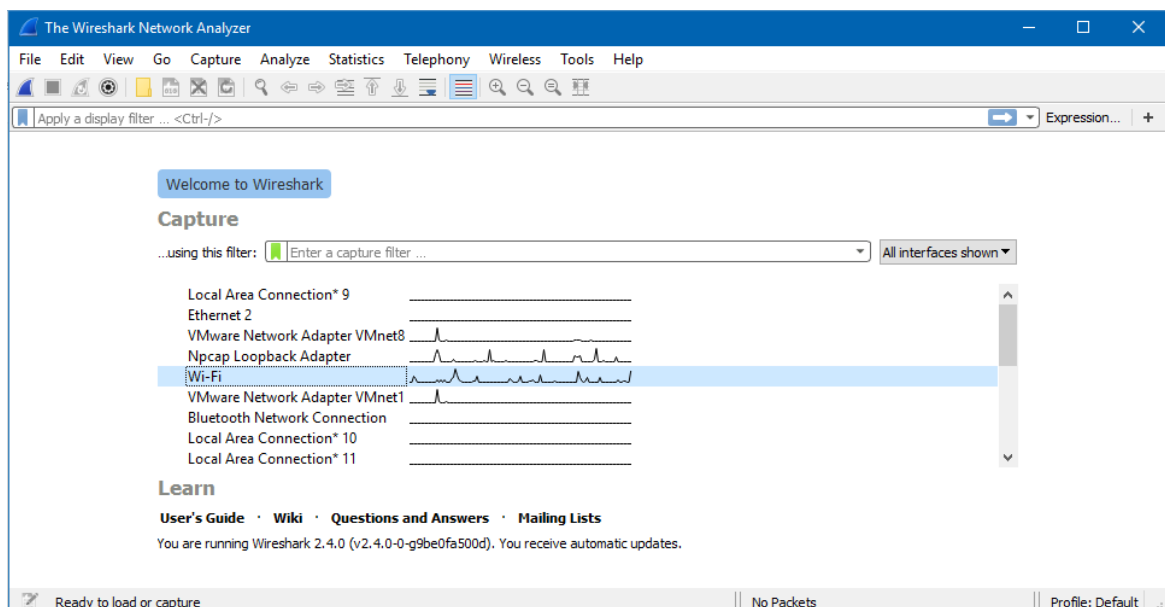 The Wireshark Network Analyzer
File Edit View Go Capture Analyze Statistics Telephony Wireless Tools Help
Apply a display filter ... <Ctrl-/> Expression... +
Welcome to Wireshark
Capture
...using this filter: Enter a capture filter ... All interfaces shown
Local Area Connection* 9
Ethernet 2
VMware Network Adapter VMnet8
Npcap Loopback Adapter
Wi-Fi
VMware Network Adapter VMnet1
Bluetooth Network Connection
Local Area Connection* 10
Local Area Connection* 11
Learn
User's Guide · Wiki · Questions and Answers · Mailing Lists
You are running Wireshark 2.4.0 (v2.4.0-0-g9be0fa500d). You receive automatic updates.
Ready to load or capture No Packets Profile: Default